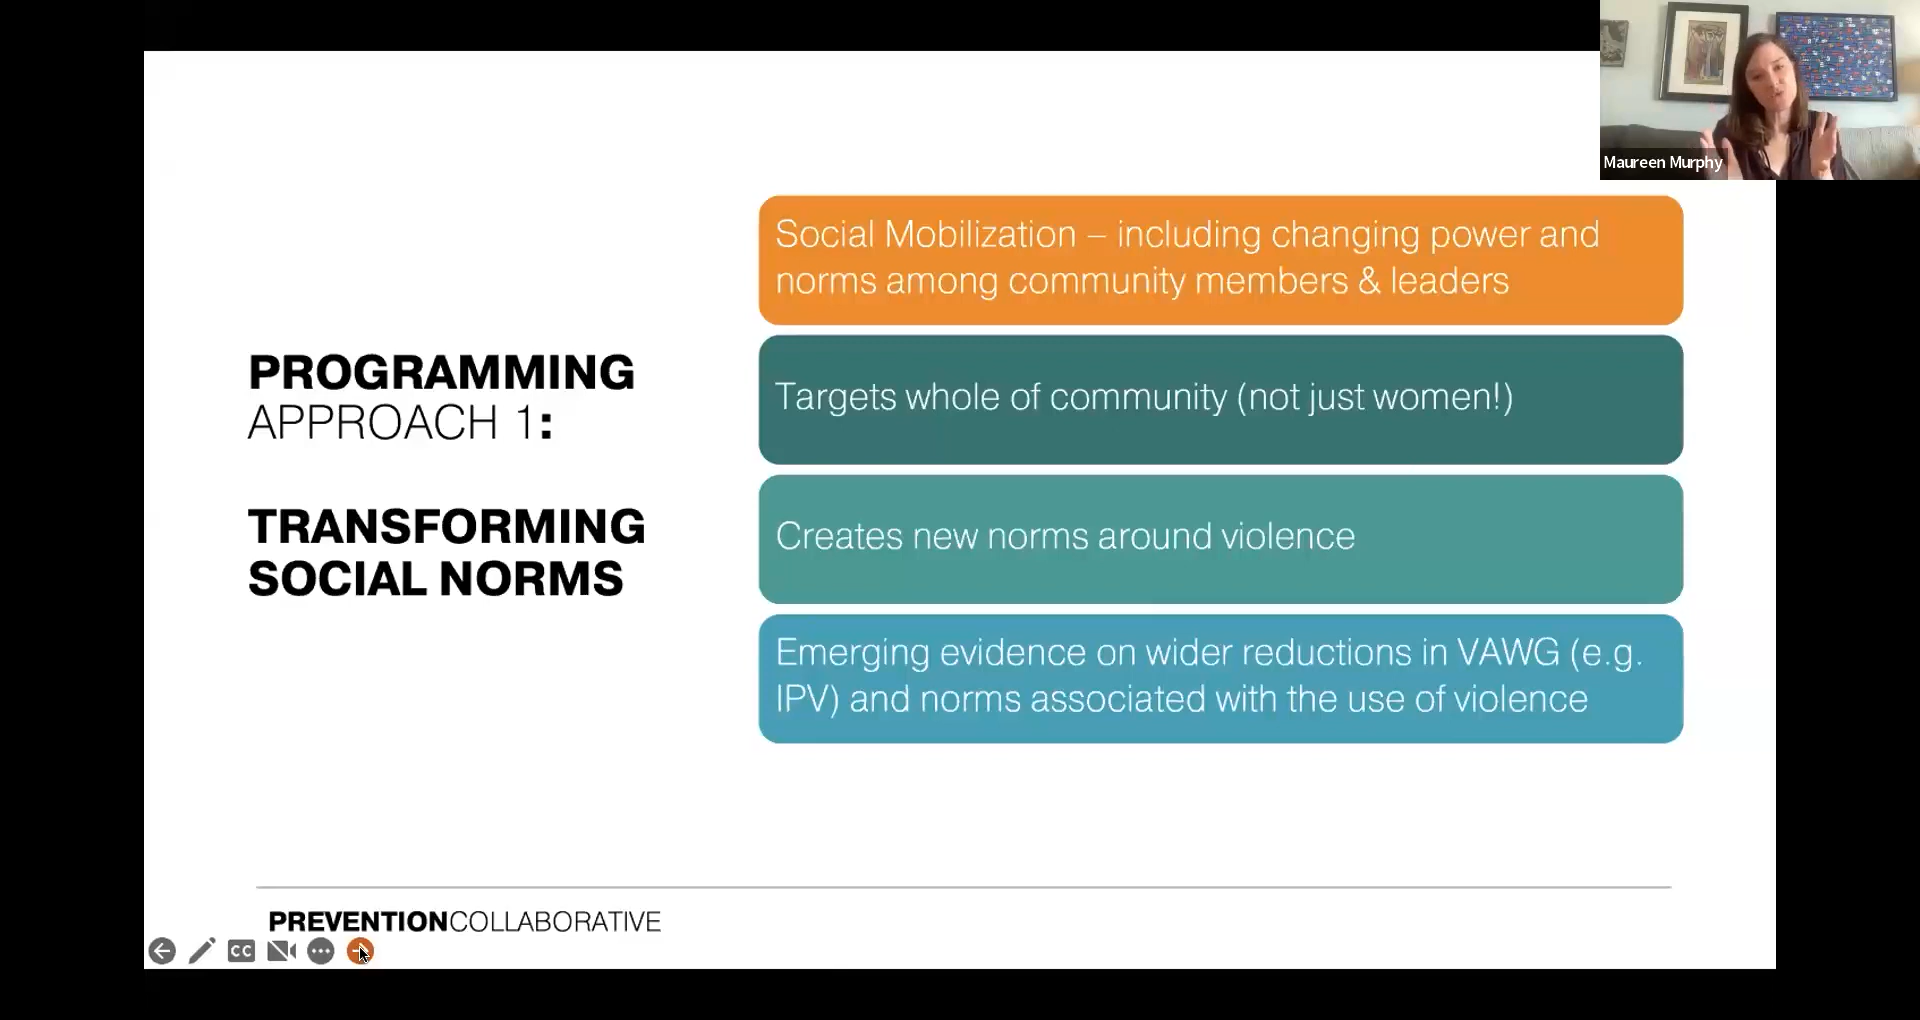 Maureen Murphy
PROGRAMMING
APPROACH 1:
TRANSFORMING
SOCIAL NORMS
Social Mobilization – including changing power and
norms among community members & leaders
Targets whole of community (not just women!)
Creates new norms around violence
Emerging evidence on wider reductions in VAWG (e.g.
IPV) and norms associated with the use of violence
PREVENTIONCOLLABORATIVE
CC